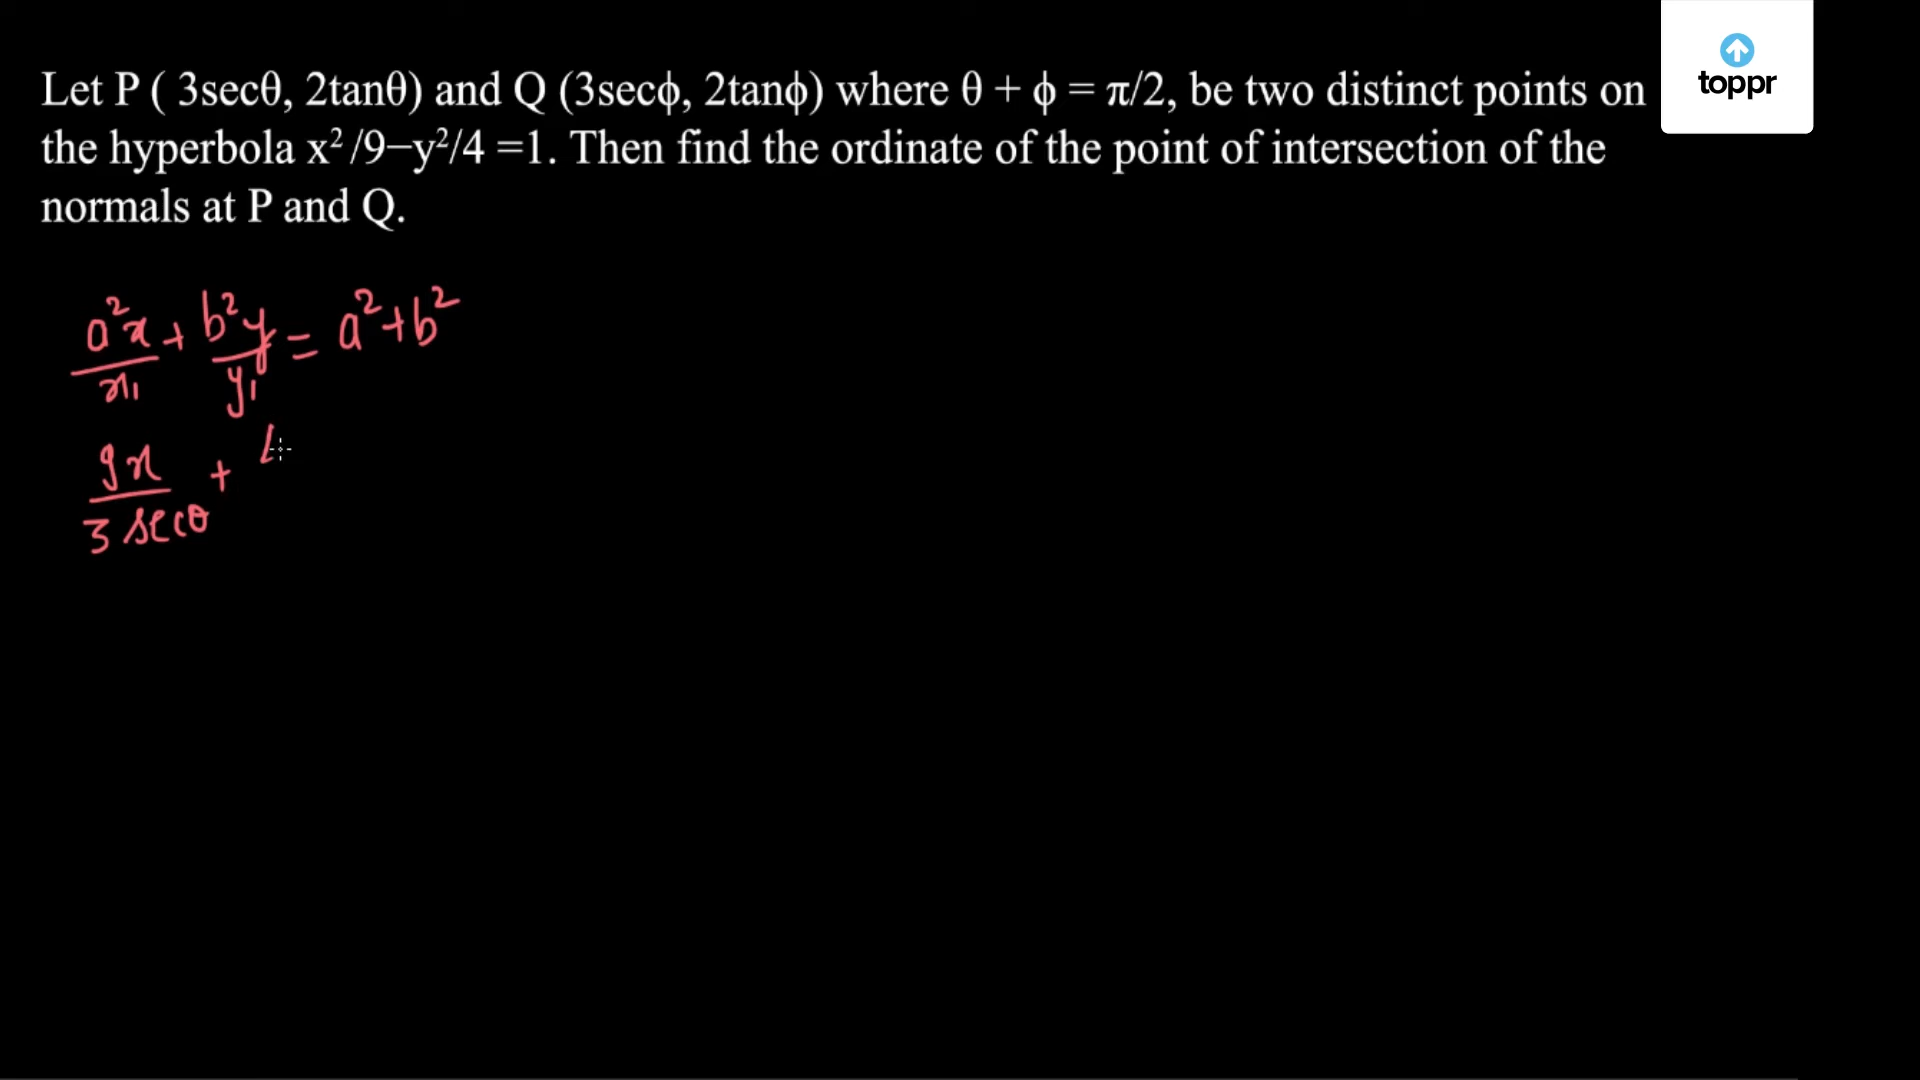 toppr
Let P ( 3secθ, 2tanθ) and Q (3secϕ, 2tanϕ) where θ + ϕ = π/2, be two distinct points on
the hyperbola x² /9−y²/4 =1. Then find the ordinate of the point of intersection of the
normals at P and Q.
a²x/x₁ + b²y/y₁ = a²+b²
9x/3 secθ +